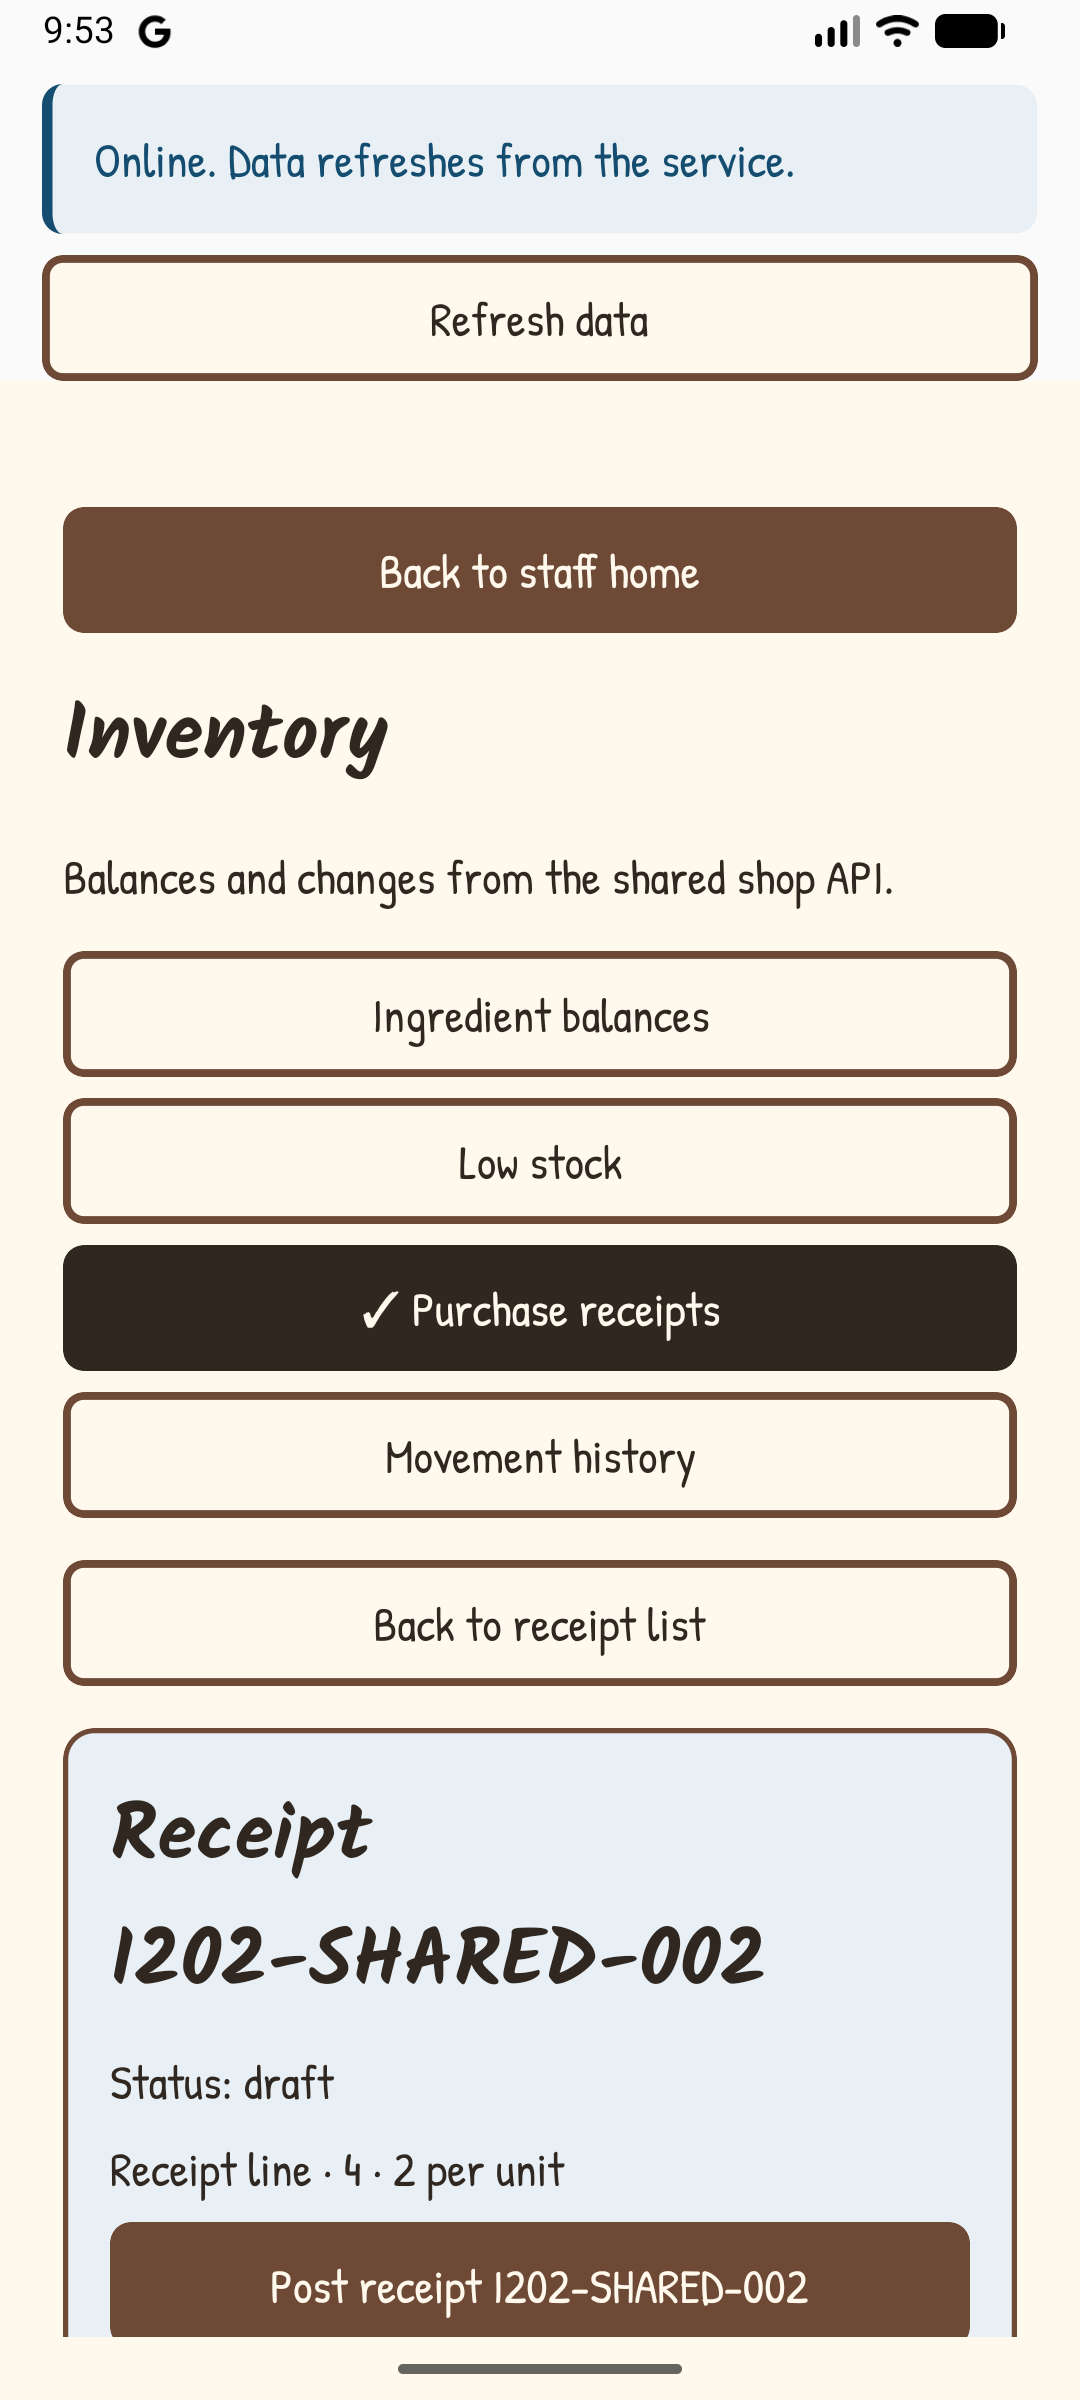 9:53
Online. Data refreshes from the service.
Refresh data
Back to staff home
Inventory
Balances and changes from the shared shop API.
Ingredient balances
Low stock
✓ Purchase receipts
Movement history
Back to receipt list
Receipt
1202-SHARED-002
Status: draft
Receipt line · 4 · 2 per unit
Post receipt 1202-SHARED-002